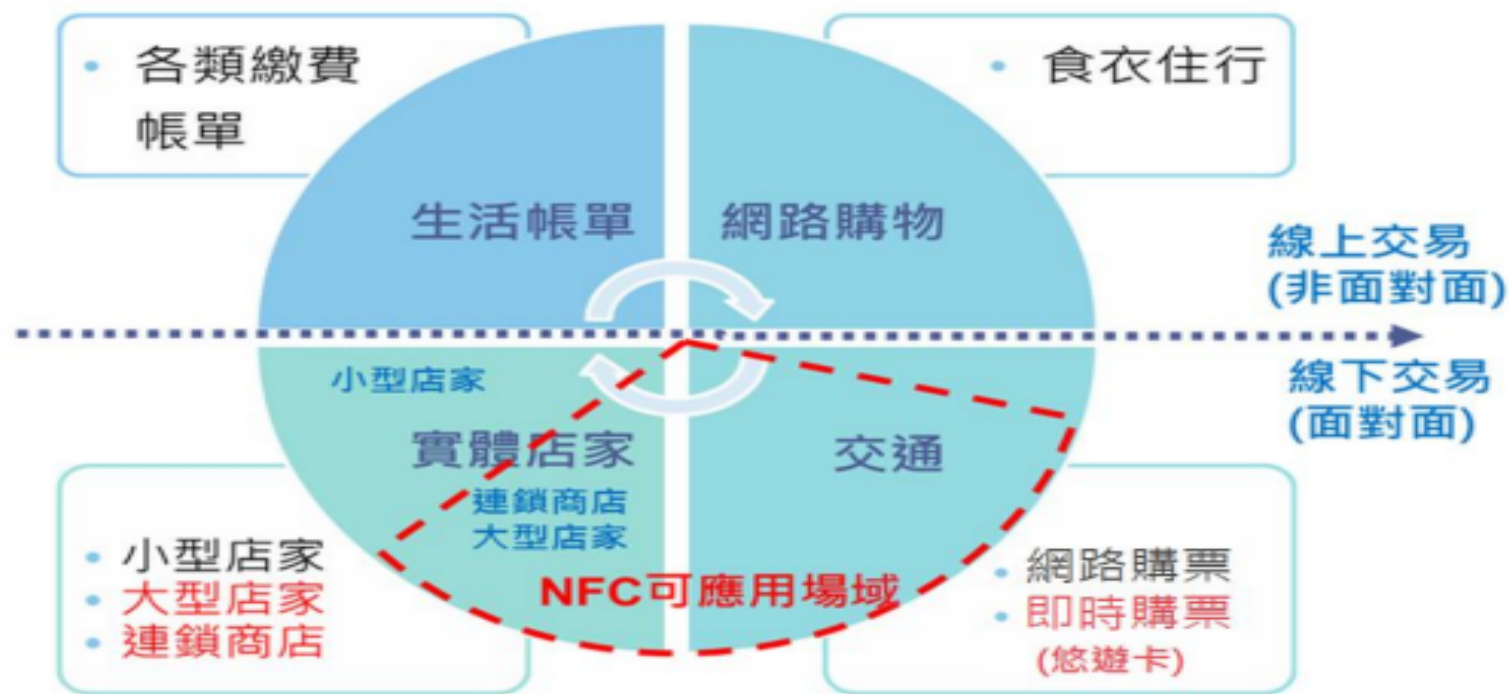 • 各類繳費
帳單
• 食衣住行
生活帳單
網路購物
線上交易
(非面對面)
線下交易
(面對面)
小型店家
實體店家
連鎖商店
大型店家
交通
NFC可應用場域
• 小型店家
• 大型店家
• 連鎖商店
• 網路購票
• 即時購票
(悠遊卡)